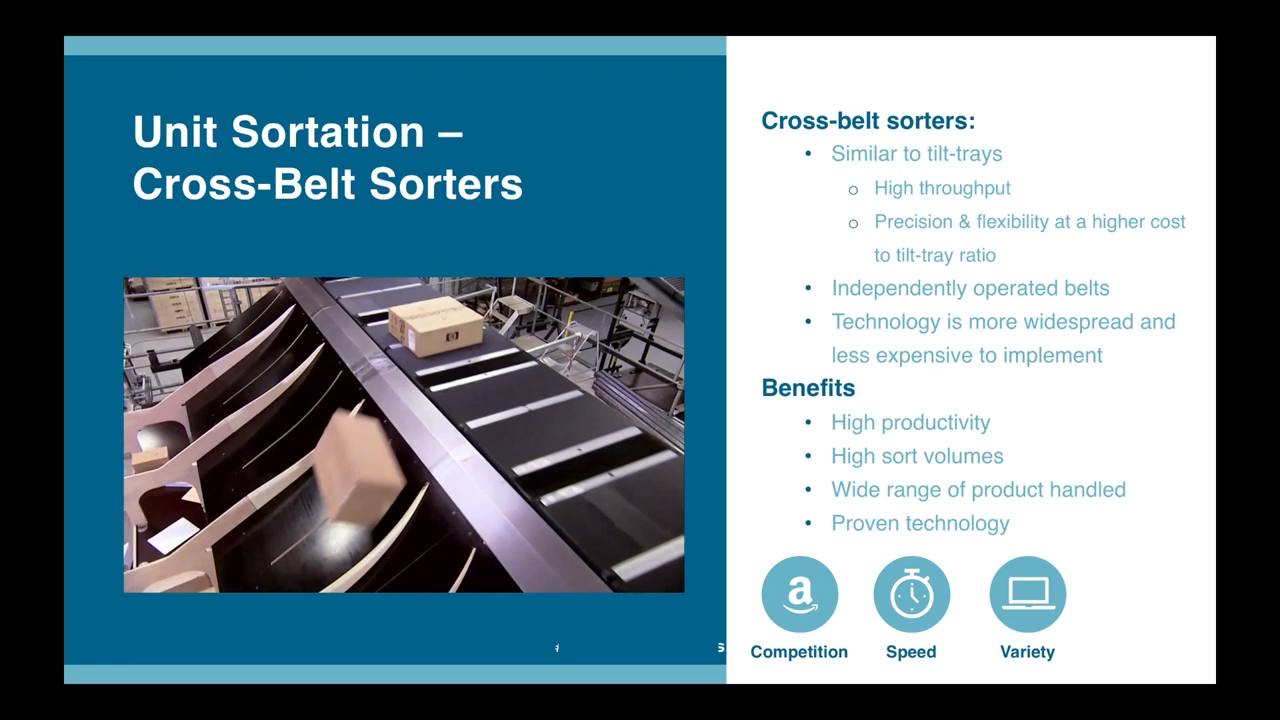 Unit Sortation –
Cross-Belt Sorters
Cross-belt sorters:
• Similar to tilt-trays
o High throughput
o Precision & flexibility at a higher cost
to tilt-tray ratio
• Independently operated belts
• Technology is more widespread and
less expensive to implement
Benefits
• High productivity
• High sort volumes
• Wide range of product handled
• Proven technology
a
Competition
Speed
Variety